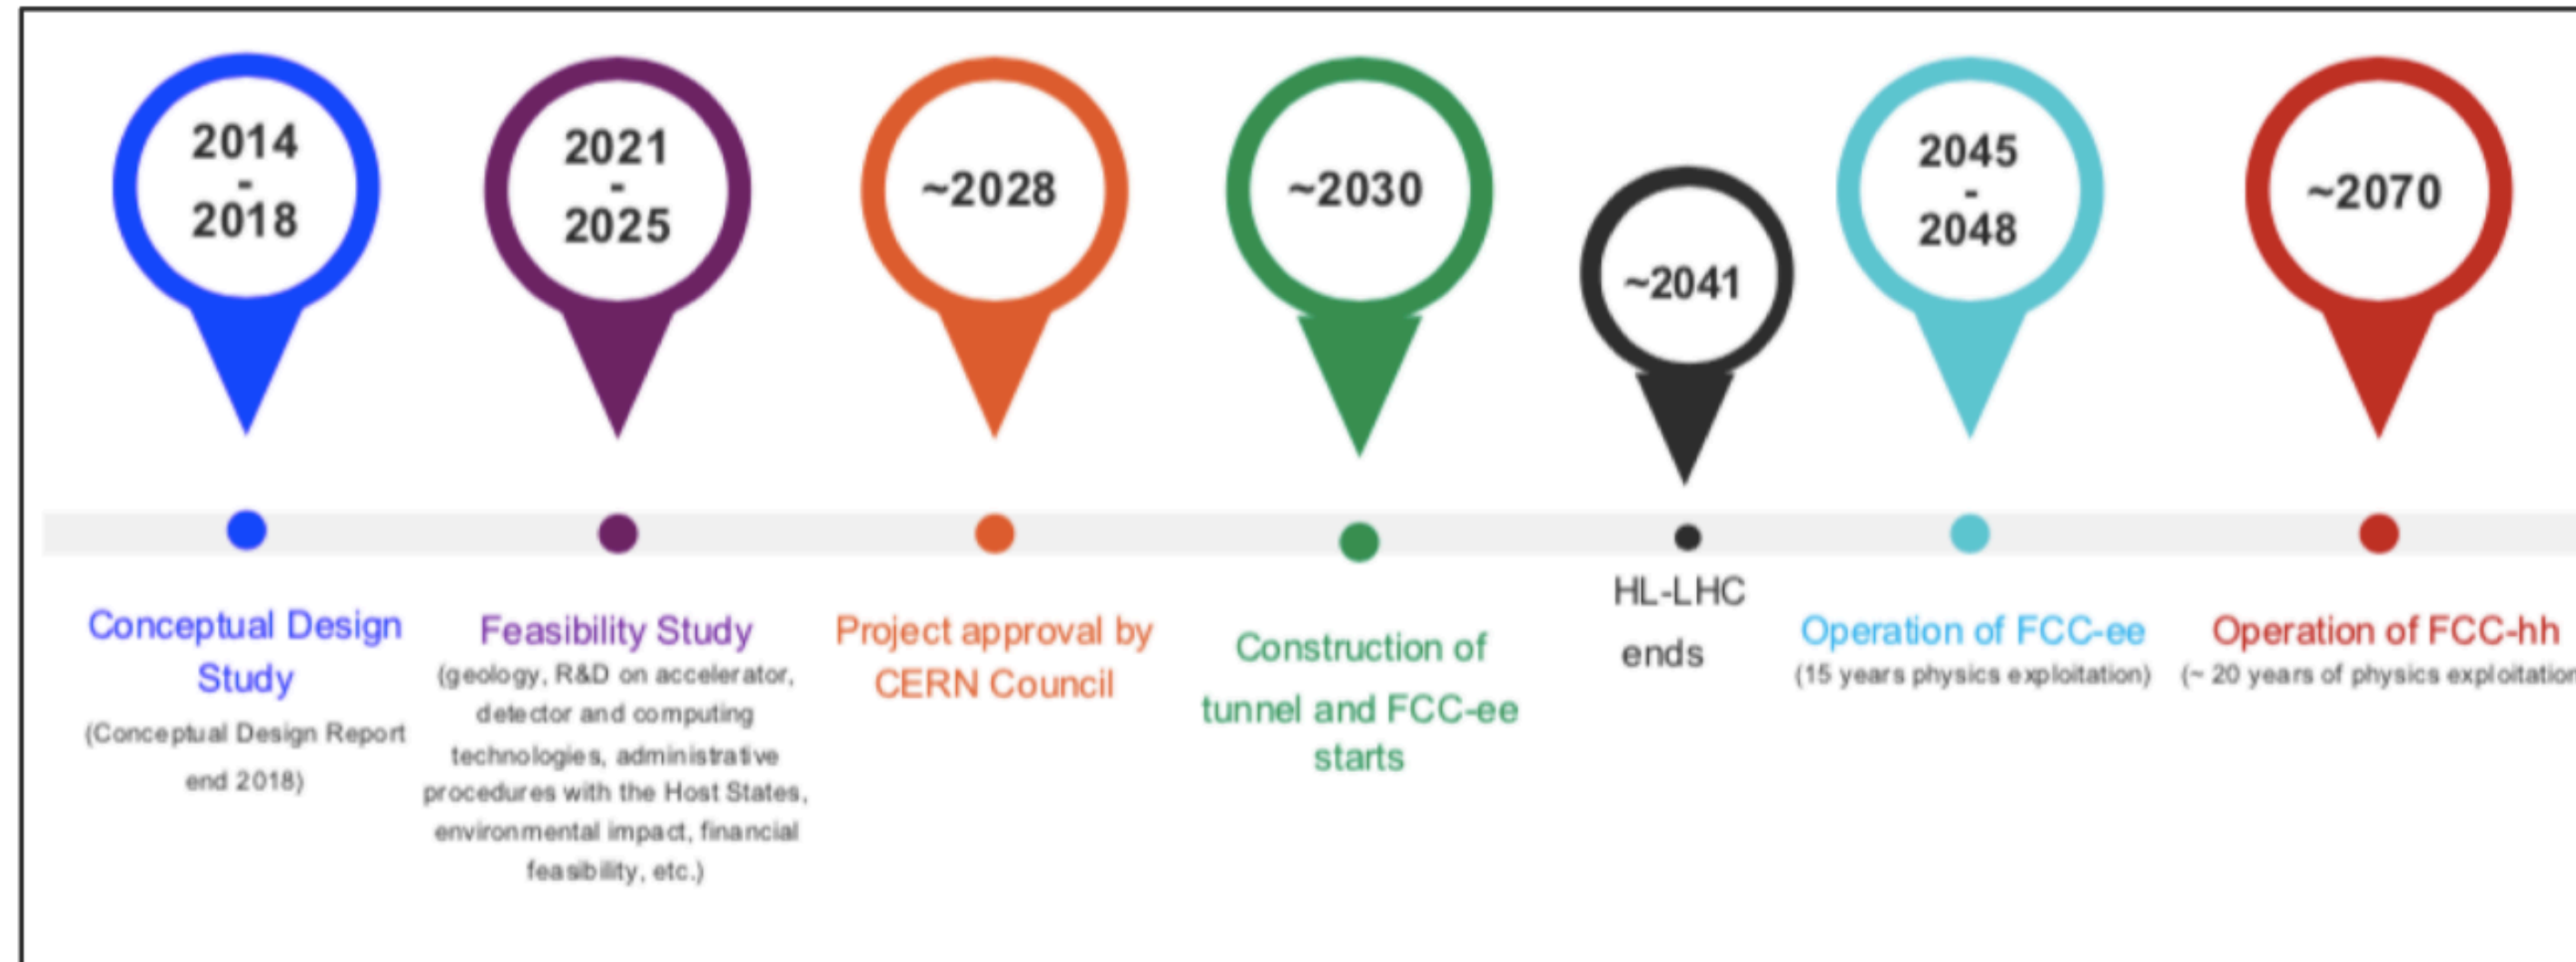 2014
-
2018
2021
-
2025
~2028
~2030
~2041
2045
-
2048
~2070
Conceptual Design
Study
(Conceptual Design Report
end 2018)
Feasibility Study
(geology, R&D on accelerator,
detector and computing
technologies, administrative
procedures with the Host States,
environmental impact, financial
feasibility, etc.)
Project approval by
CERN Council
Construction of
tunnel and FCC-ee
starts
HL-LHC
ends
Operation of FCC-ee
(15 years physics exploitation)
Operation of FCC-hh
(~ 20 years of physics exploitation